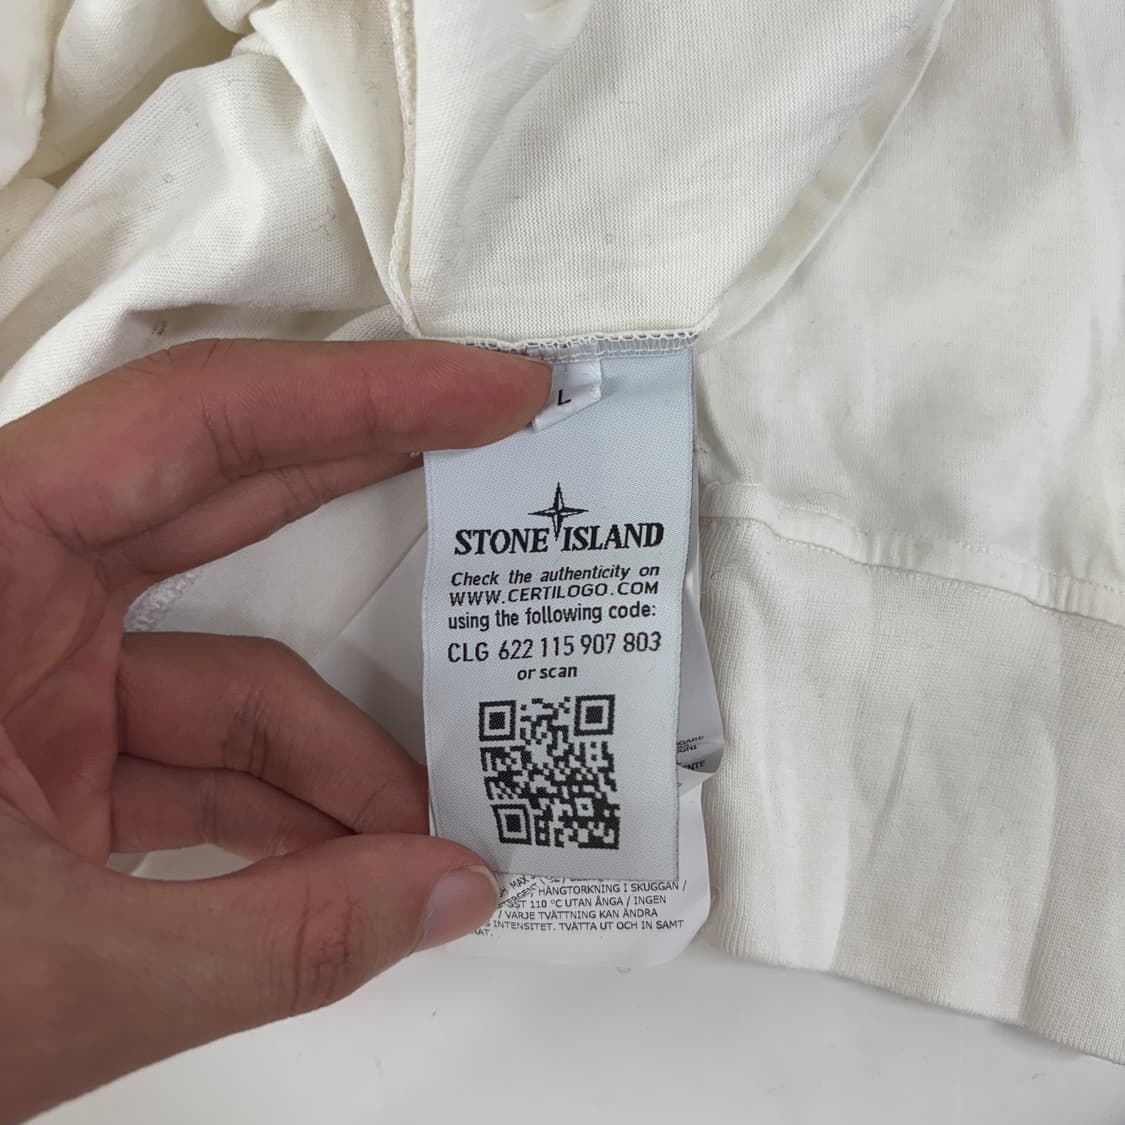 L
STONE ISLAND
Check the authenticity on
WWW.CERTILOGO.COM
using the following code:
CLG 622 115 907 803
or scan
MAX
HÄNGTORKNING I SKUGGAN /
110 °C UTAN ÅNGA / INGEN
/ VARJE TVÄTTNING KAN ÄNDRA
INTENSITET. TVÄTTA UT OCH IN SAMT